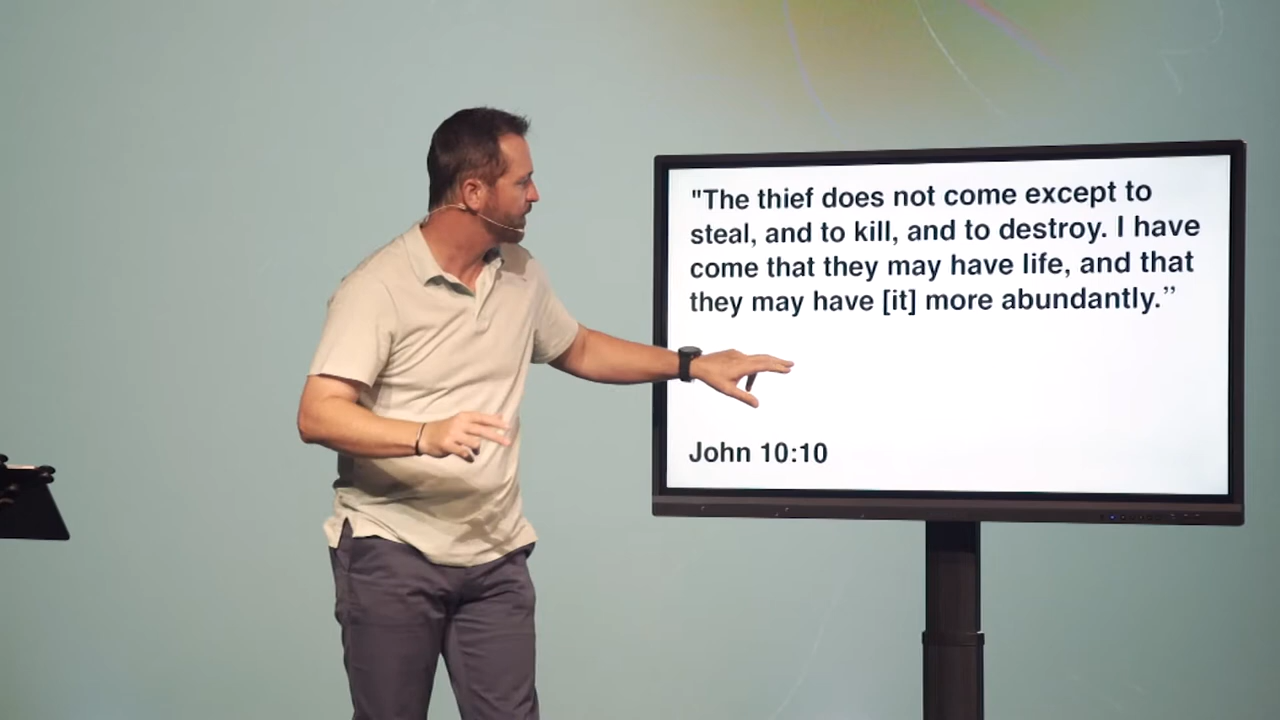 "The thief does not come except to
steal, and to kill, and to destroy. I have
come that they may have life, and that
they may have [it] more abundantly.”
John 10:10